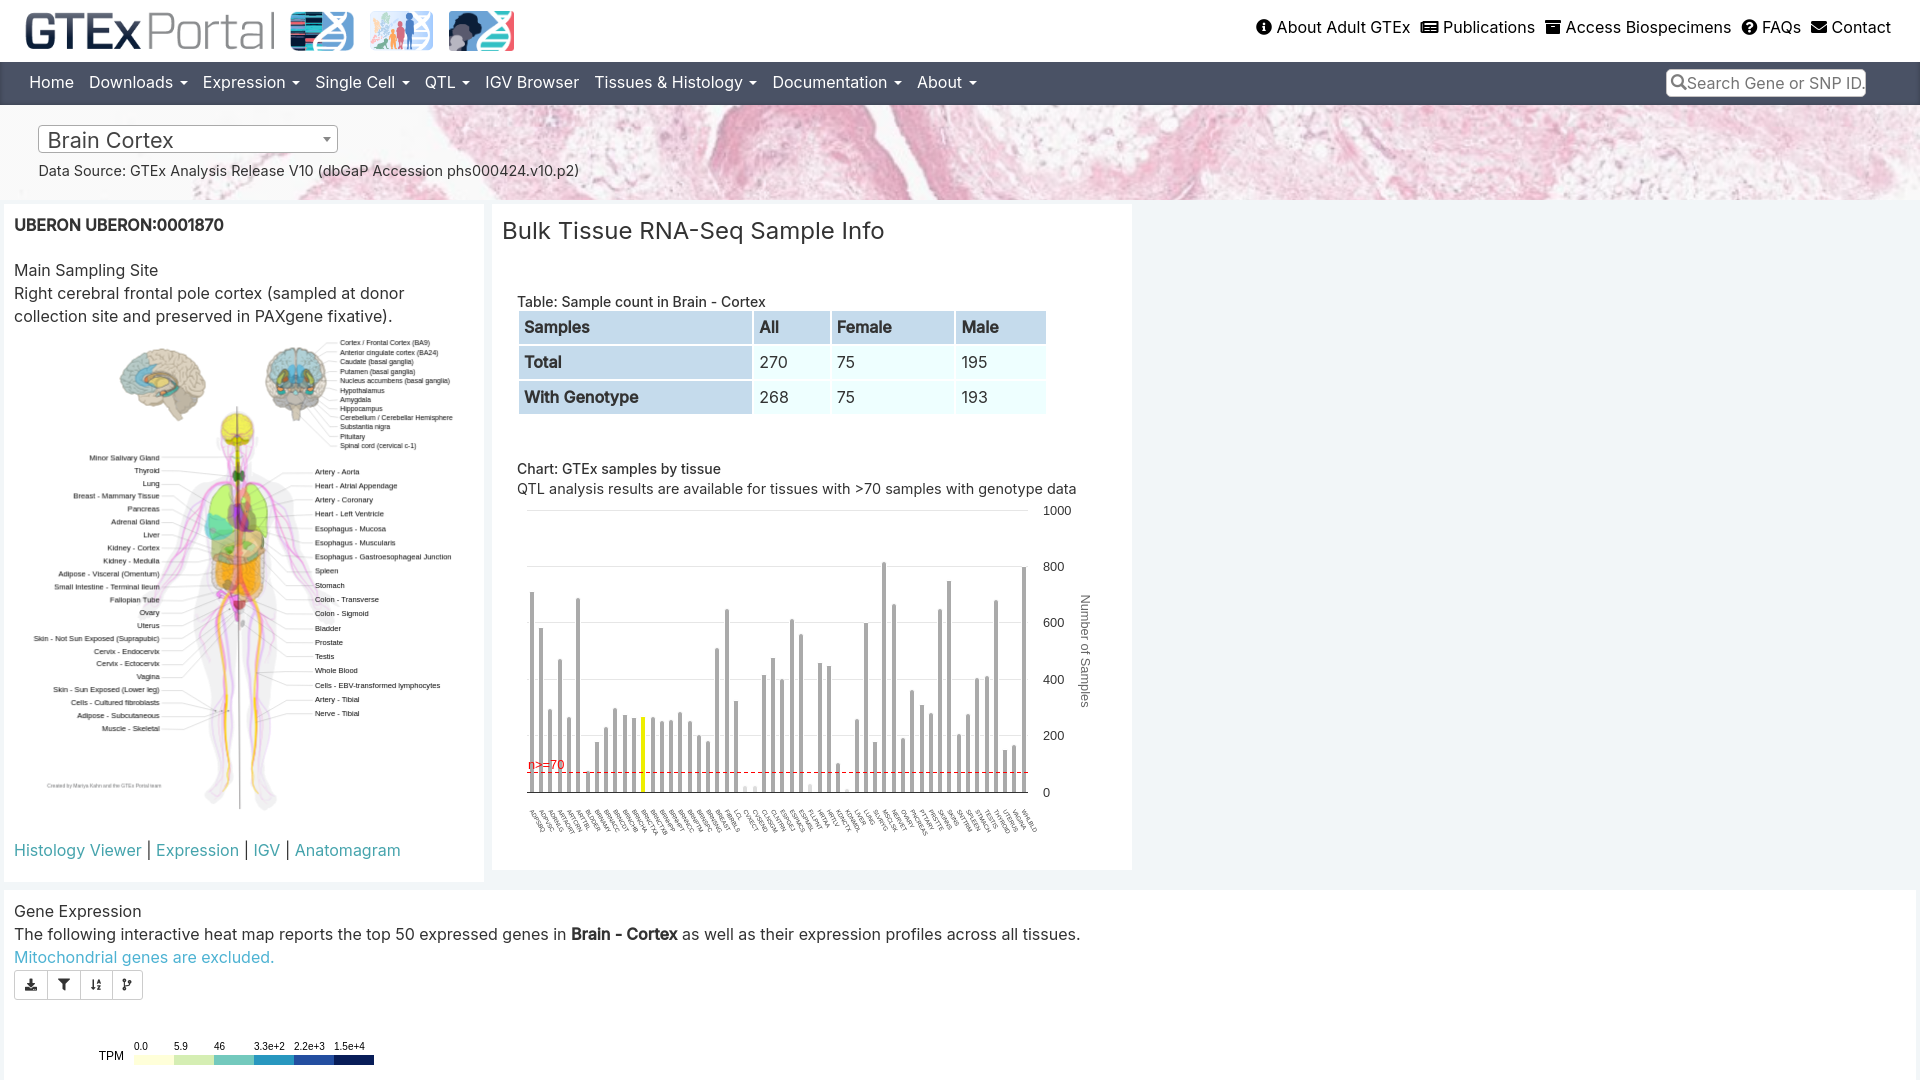 GTEx Portal
About Adult GTEx Publications Access Biospecimens FAQs Contact
Home Downloads Expression Single Cell QTL IGV Browser Tissues & Histology Documentation About
Search Gene or SNP ID.
Brain Cortex
Data Source: GTEx Analysis Release V10 (dbGaP Accession phs000424.v10.p2)
UBERON UBERON:0001870
Main Sampling Site
Right cerebral frontal pole cortex (sampled at donor
collection site and preserved in PAXgene fixative).
Cortex / Frontal Cortex (BA9)
Anterior cingulate cortex (BA24)
Caudate (basal ganglia)
Putamen (basal ganglia)
Nucleus accumbens (basal ganglia)
Hypothalamus
Amygdala
Hippocampus
Cerebellum / Cerebellar Hemisphere
Substantia nigra
Pituitary
Spinal cord (cervical c-1)
Minor Salivary Gland
Thyroid
Lung
Breast - Mammary Tissue
Pancreas
Adrenal Gland
Liver
Kidney - Cortex
Kidney - Medulla
Adipose - Visceral (Omentum)
Small Intestine - Terminal Ileum
Fallopian Tube
Ovary
Uterus
Skin - Not Sun Exposed (Suprapubic)
Cervix - Endocervix
Cervix - Ectocervix
Vagina
Skin - Sun Exposed (Lower leg)
Cells - Cultured fibroblasts
Adipose - Subcutaneous
Muscle - Skeletal
Artery - Aorta
Heart - Atrial Appendage
Artery - Coronary
Heart - Left Ventricle
Esophagus - Mucosa
Esophagus - Muscularis
Esophagus - Gastroesophageal Junction
Spleen
Stomach
Colon - Transverse
Colon - Sigmoid
Bladder
Prostate
Testis
Whole Blood
Cells - EBV-transformed lymphocytes
Artery - Tibial
Nerve - Tibial
Created by Mariya Kahn and the GTEx Portal team
Histology Viewer | Expression | IGV | Anatomagram
Bulk Tissue RNA-Seq Sample Info
Table: Sample count in Brain - Cortex
Samples All Female Male
Total 270 75 195
With Genotype 268 75 193
Chart: GTEx samples by tissue
QTL analysis results are available for tissues with >70 samples with genotype data
1000
800
600
400
200
0
Number of Samples
n>=70
Gene Expression
The following interactive heat map reports the top 50 expressed genes in Brain - Cortex as well as their expression profiles across all tissues.
Mitochondrial genes are excluded.
TPM 0.0 5.9 46 3.3e+2 2.2e+3 1.5e+4